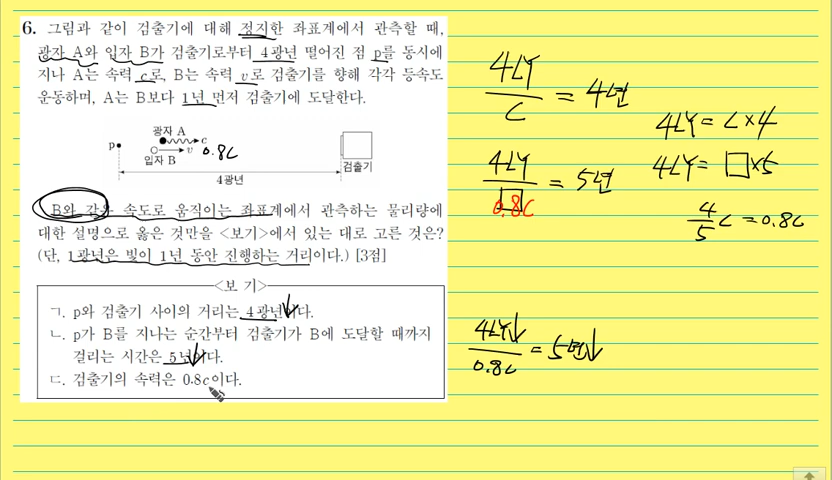 6. 그림과 같이 검출기에 대해 정지한 좌표계에서 관측할 때,
광자 A와 입자 B가 검출기로부터 4광년 떨어진 점 p를 동시에
지나 A는 속력 c로, B는 속력 v로 검출기를 향해 각각 등속도
운동하며, A는 B보다 1년 먼저 검출기에 도달한다.
광자 A
p
c
v 0.8c
입자 B
검출기
4광년
B와 같은 속도로 움직이는 좌표계에서 관측하는 물리량에
대한 설명으로 옳은 것만을 <보기>에서 있는 대로 고른 것은?
(단, 1광년은 빛이 1년 동안 진행하는 거리이다.) [3점]
<보 기>
ㄱ. p와 검출기 사이의 거리는 4광년↓이다.
ㄴ. p가 B를 지나는 순간부터 검출기가 B에 도달할 때까지
걸리는 시간은 5년↓이다.
ㄷ. 검출기의 속력은 0.8c이다.
4LY/C = 4년
4LY = C×4
4LY/□ = 5년
0.8C
4LY = □×5
4/5 C = 0.8C
4LY↓/0.8C = 5년↓